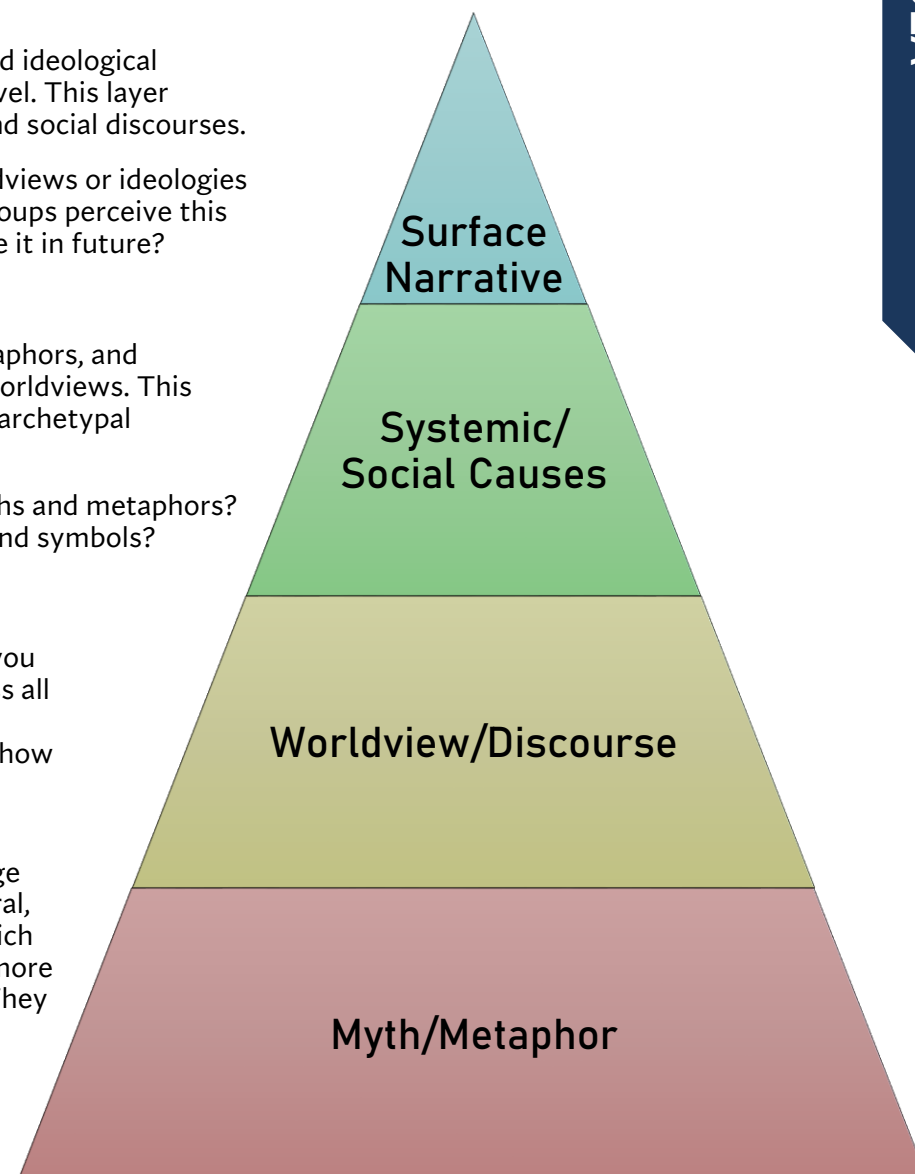 d ideological
vel. This layer
nd social discourses.
dviews or ideologies
oups perceive this
e it in future?
aphors, and
orldviews. This
archetypal
hs and metaphors?
nd symbols?
you
s all
how
ge
ral,
ich
more
They
Surface
Narrative
Systemic/
Social Causes
Worldview/Discourse
Myth/Metaphor